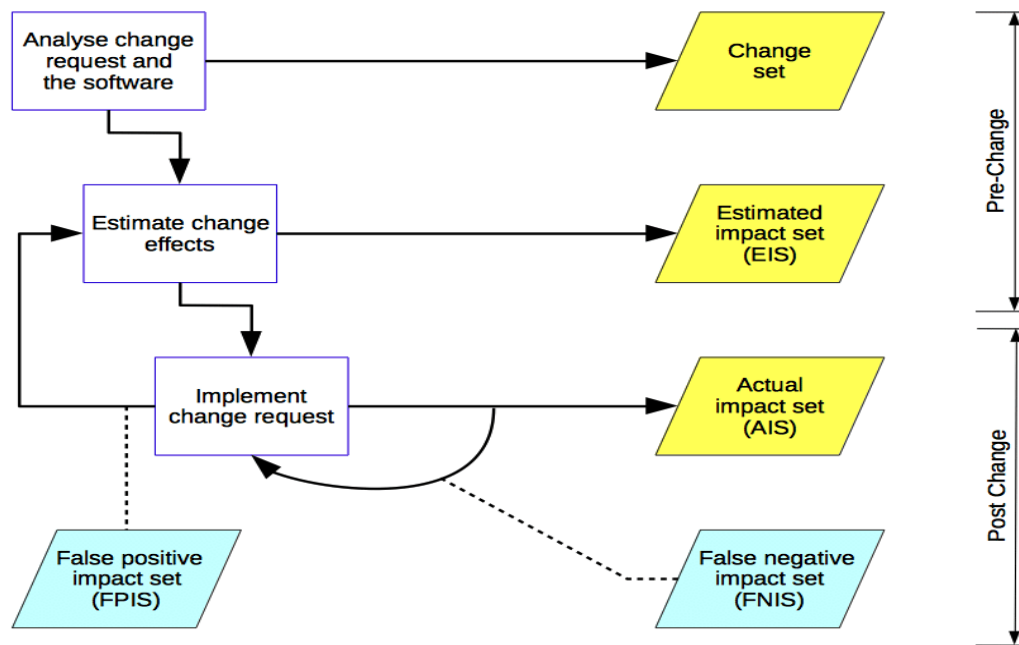 Analyse change
request and
the software
Change
set
Pre-Change
Estimate change
effects
Estimated
impact set
(EIS)
Implement
change request
Actual
impact set
(AIS)
Post Change
False positive
impact set
(FPIS)
False negative
impact set
(FNIS)